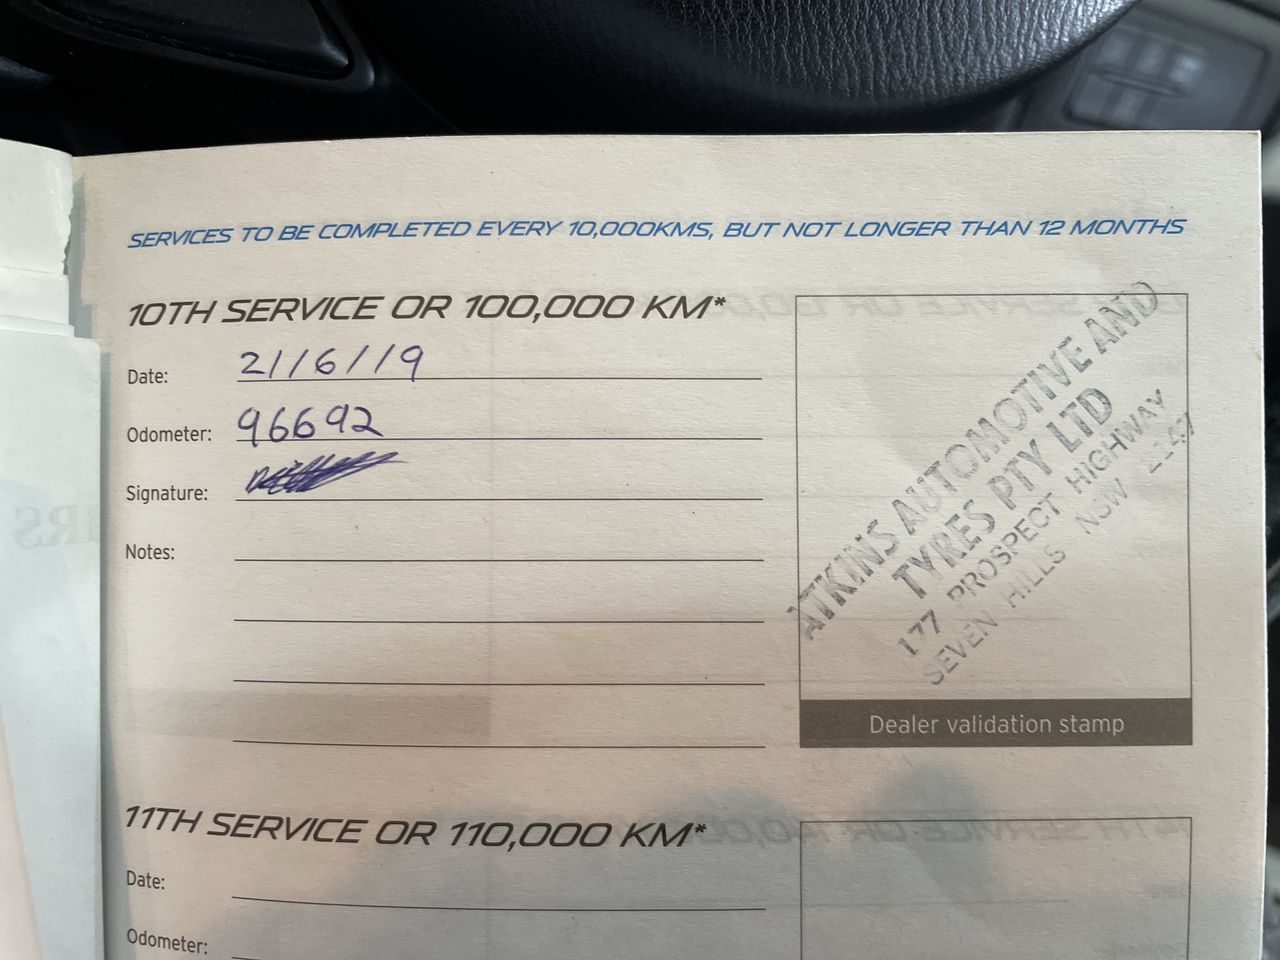 SERVICES TO BE COMPLETED EVERY 10,000KMS, BUT NOT LONGER THAN 12 MONTHS
10TH SERVICE OR 100,000 KM*
Date: 21/6/19
Odometer: 96692
Signature:
Notes:
ATKINS AUTOMOTIVE AND
TYRES PTY LTD
177 PROSPECT HIGHWAY
SEVEN HILLS NSW 2147
Dealer validation stamp
11TH SERVICE OR 110,000 KM*
Date:
Odometer: